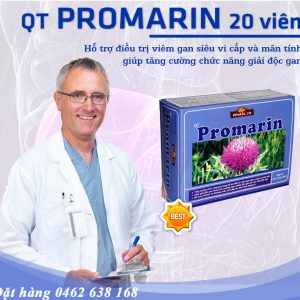 QT PROMARIN 20 viên
Hỗ trợ điều trị viêm gan siêu vi cấp và mãn tính
giúp tăng cường chức năng giải độc gan
Promarin
BEST
Đặt hàng 0462 638 168